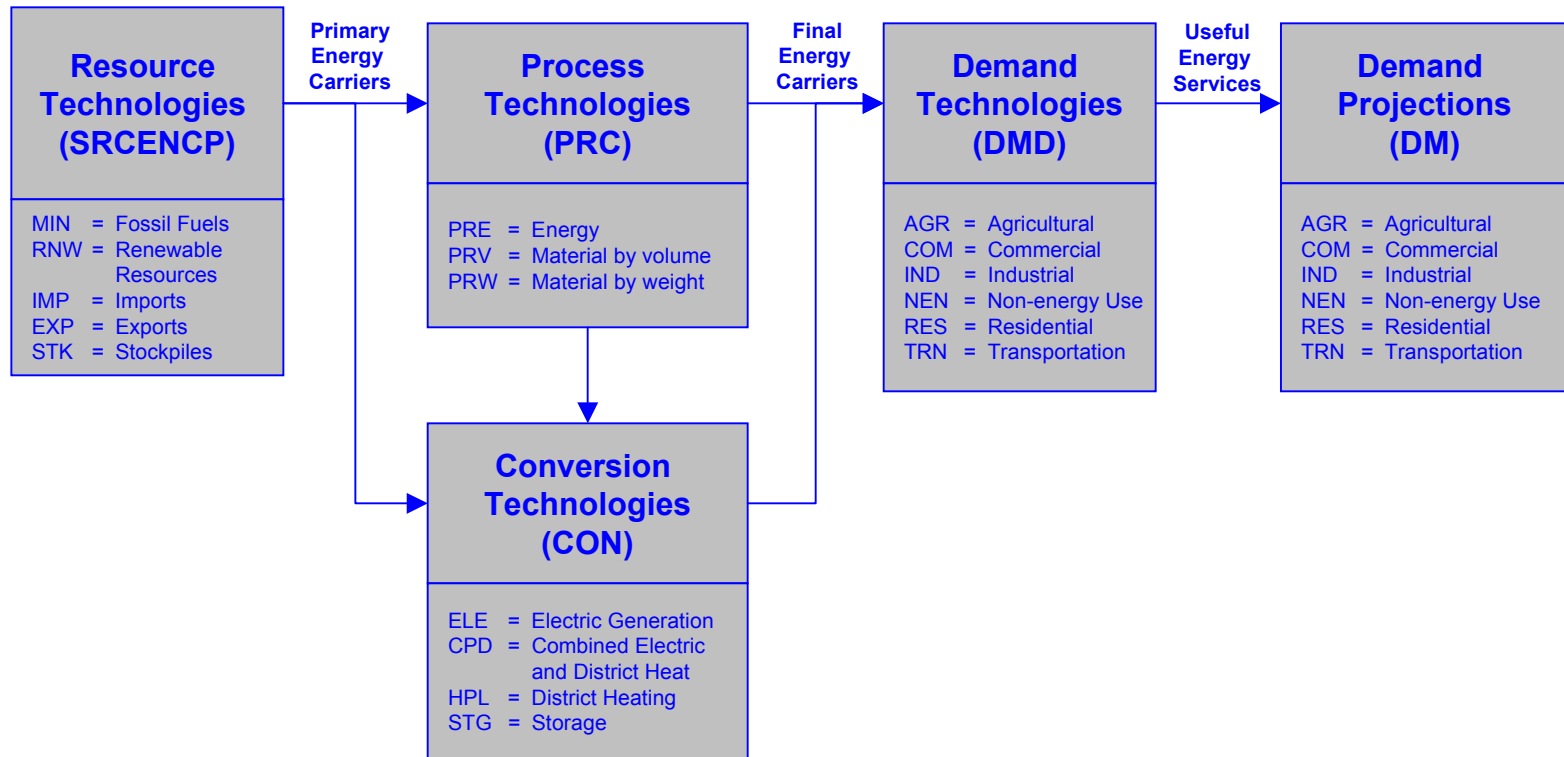 Resource
Technologies
(SRCENCP)
MIN = Fossil Fuels
RNW = Renewable
Resources
IMP = Imports
EXP = Exports
STK = Stockpiles
Primary
Energy
Carriers
Process
Technologies
(PRC)
PRE = Energy
PRV = Material by volume
PRW = Material by weight
Conversion
Technologies
(CON)
ELE = Electric Generation
CPD = Combined Electric
and District Heat
HPL = District Heating
STG = Storage
Final
Energy
Carriers
Demand
Technologies
(DMD)
AGR = Agricultural
COM = Commercial
IND = Industrial
NEN = Non-energy Use
RES = Residential
TRN = Transportation
Useful
Energy
Services
Demand
Projections
(DM)
AGR = Agricultural
COM = Commercial
IND = Industrial
NEN = Non-energy Use
RES = Residential
TRN = Transportation